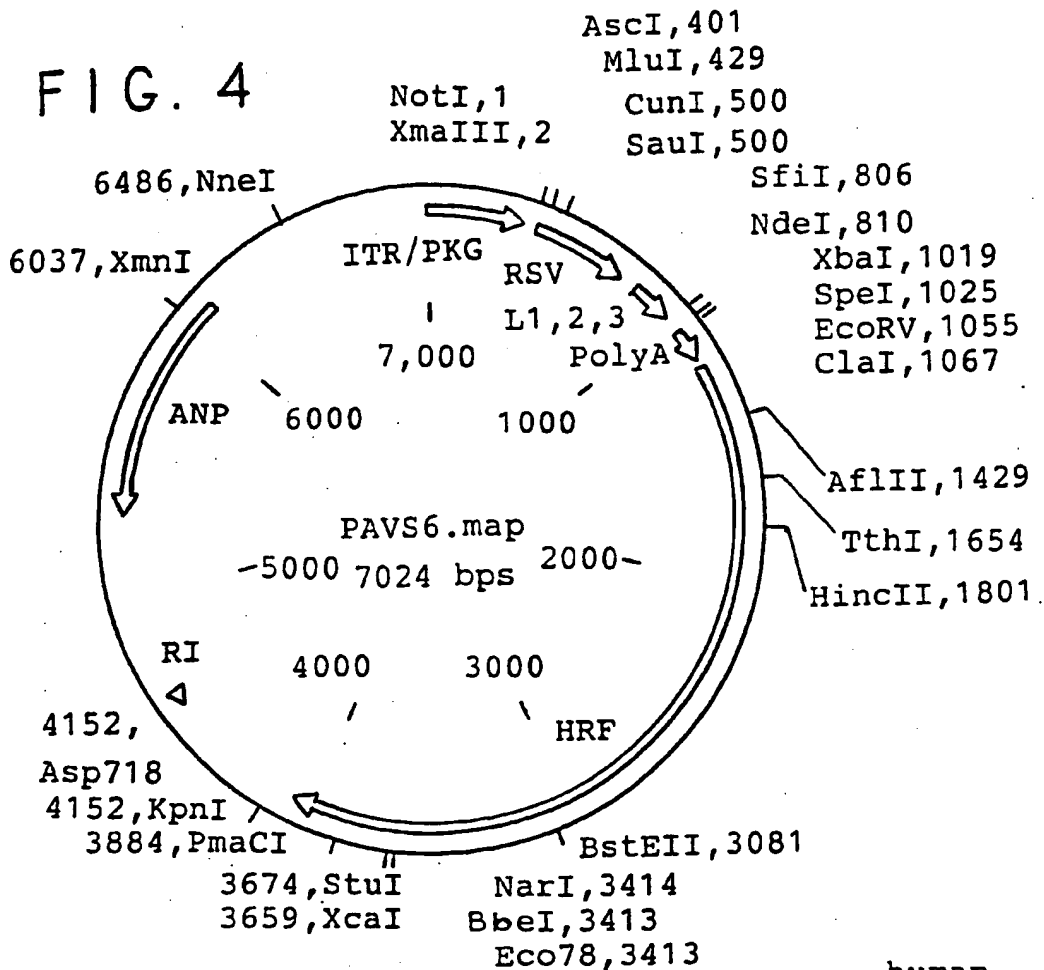 FIG. 4
AscI,401
MluI,429
CunI,500
SauI,500
NotI,1
XmaIII,2
SfiI,806
NdeI,810
XbaI,1019
SpeI,1025
EcoRV,1055
ClaI,1067
6486,NneI
6037,XmnI
ITR/PKG
RSV
L1,2,3
PolyA
7,000
1000
6000
ANP
AflII,1429
TthI,1654
HincII,1801
PAVS6.map
7024 bps
2000
5000
RI
4000
3000
HRF
4152,
Asp718
4152,KpnI
3884,PmaCI
3674,StuI
3659,XcaI
BstEII,3081
NarI,3414
BbeI,3413
Eco78,3413